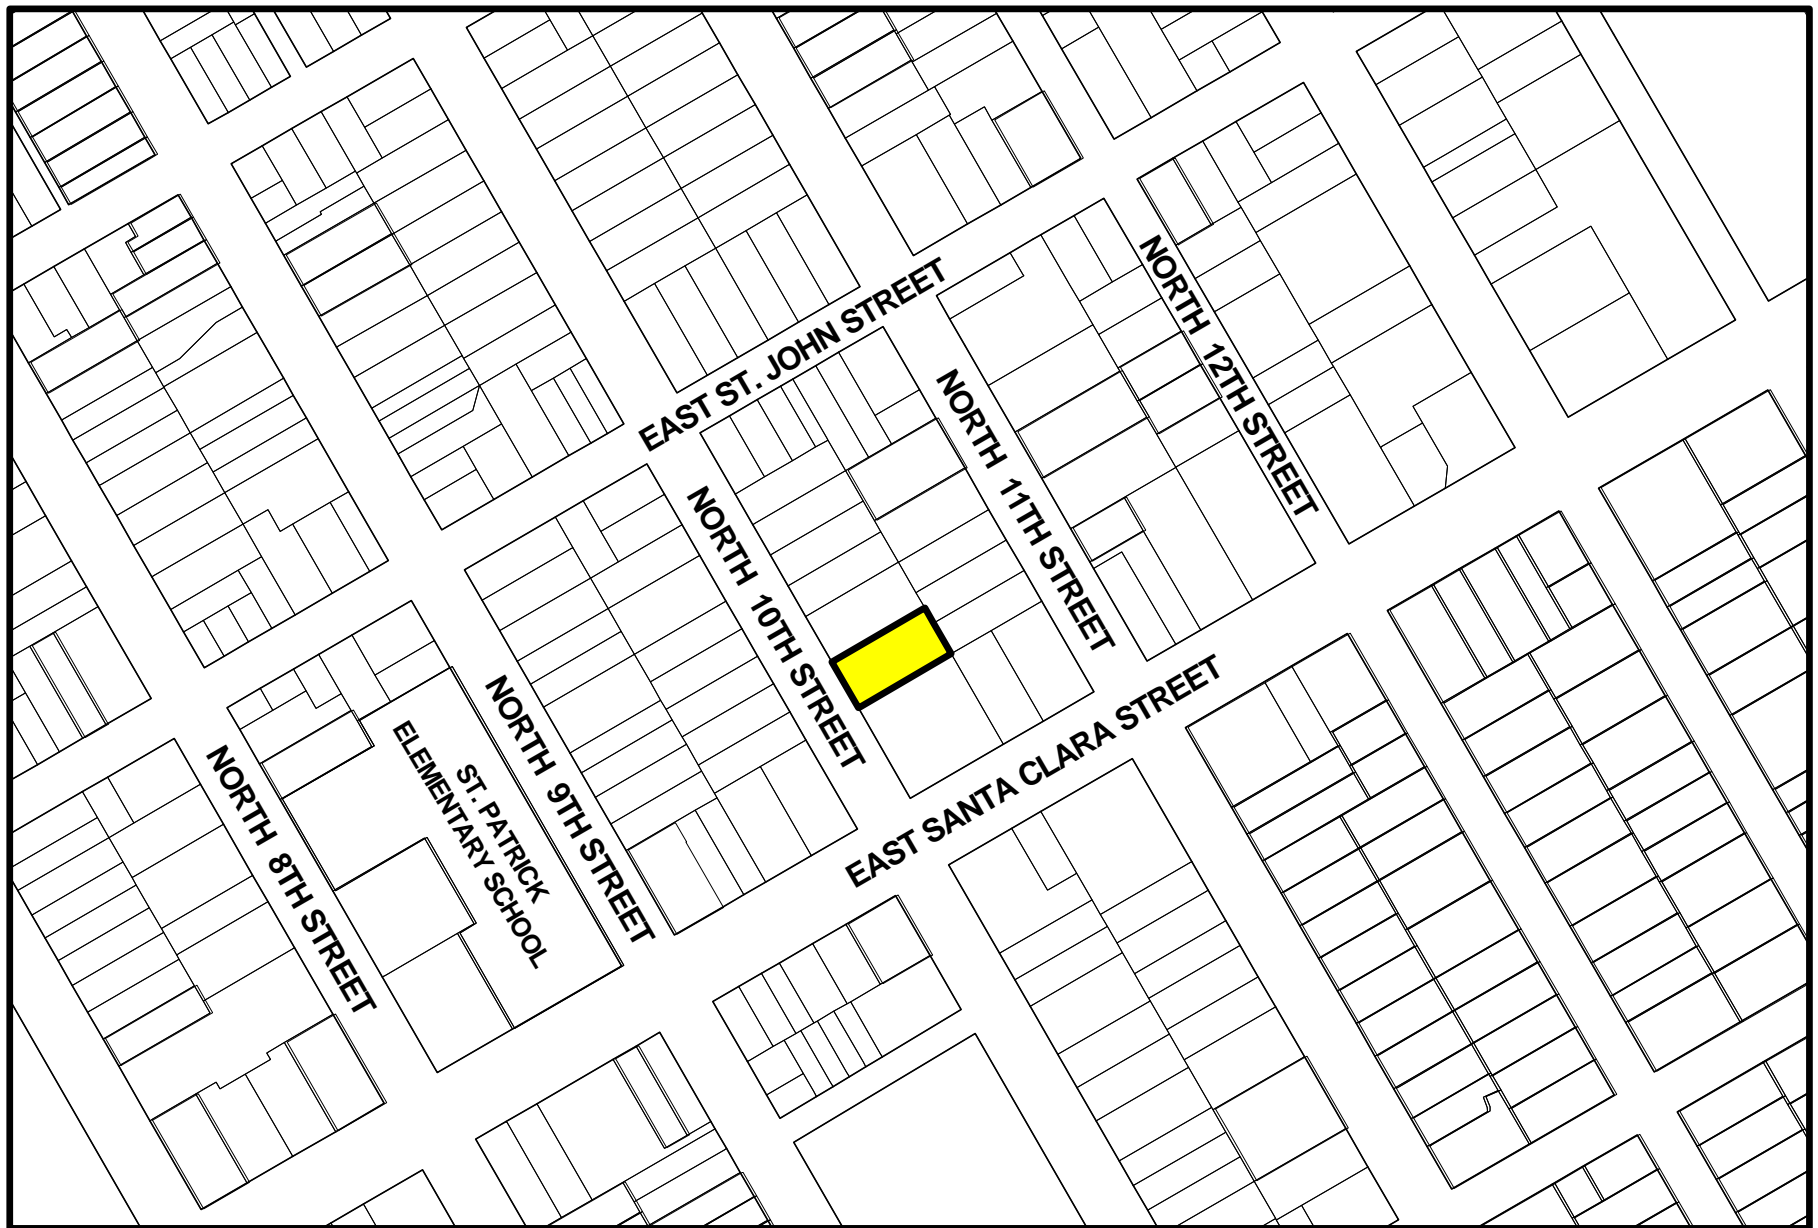 EAST ST. JOHN STREET
NORTH 12TH STREET
NORTH 11TH STREET
NORTH 10TH STREET
NORTH 9TH STREET
ST. PATRICK
ELEMENTARY SCHOOL
NORTH 8TH STREET
EAST SANTA CLARA STREET